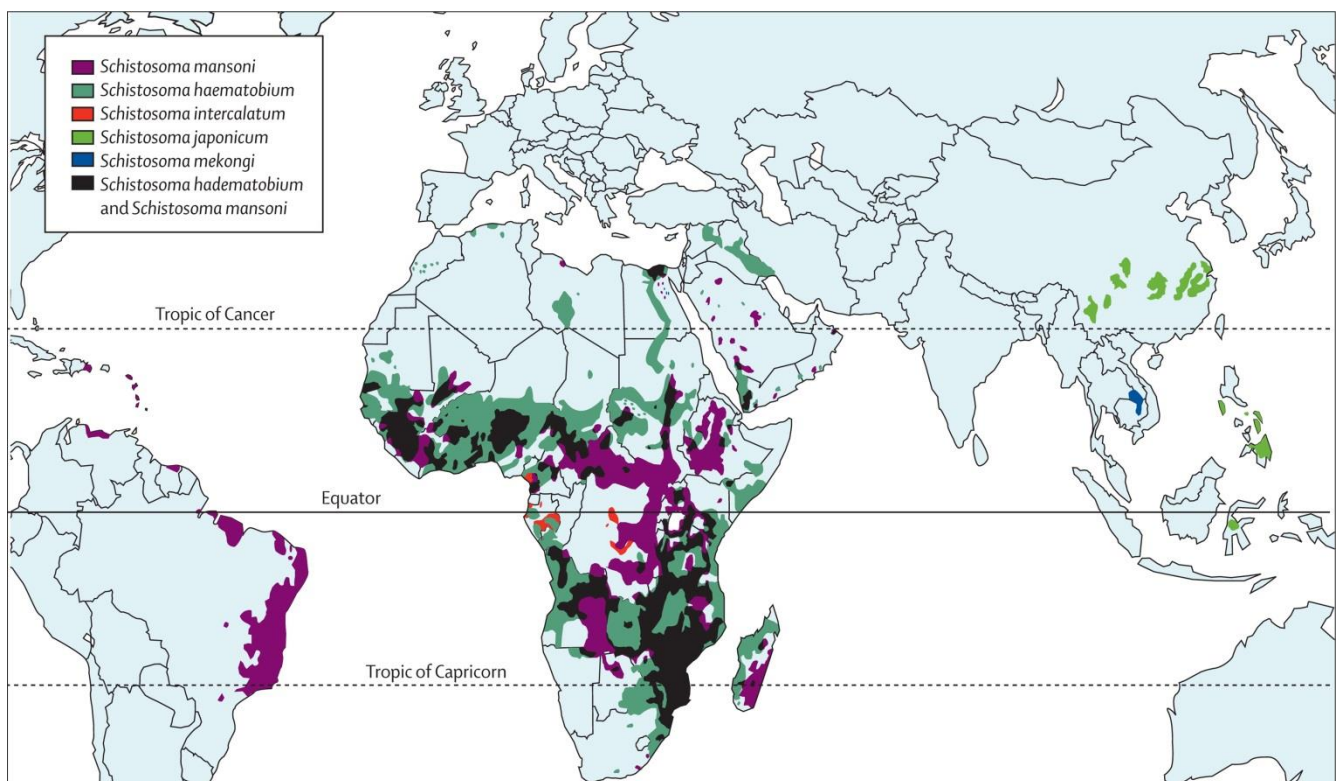 Schistosoma mansoni
Schistosoma haematobium
Schistosoma intercalatum
Schistosoma japonicum
Schistosoma mekongi
Schistosoma hadematobium
and Schistosoma mansoni
Tropic of Cancer
Equator
Tropic of Capricorn